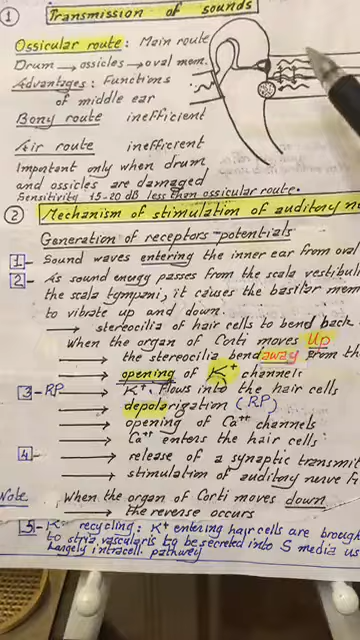 ① Transmission of sounds
Ossicular route: Main route
Drum → ossicles → oval mem.
Advantages: Functions
of middle ear
Bony route inefficient
Air route inefficient
Important only when drum
and ossicles are damaged
Sensitivity 15-20 dB less than ossicular route.
② Mechanism of stimulation of auditory
Generation of receptors potentials
1- Sound waves entering the inner ear from oval
2- As sound energy passes from the scala
the scala tympani, it causes the basilar
to vibrate up and down.
→ stereocilia of hair cells to bend back
When the organ of Corti moves Up
→ the stereocilia bend away from
→ opening of K+ channels
3- RP → K+ flows into the hair cells
→ depolarization (RP)
→ opening of Ca++ channels
→ Ca++ enters the hair cells
4- → release of a synaptic
→ stimulation of auditory nerve
Note When the organ of Corti moves down
→ the reverse occurs
5- K+ recycling: K+ entering hair cells are
to stria vascularis to be secreted into S media
largely intracell. pathway